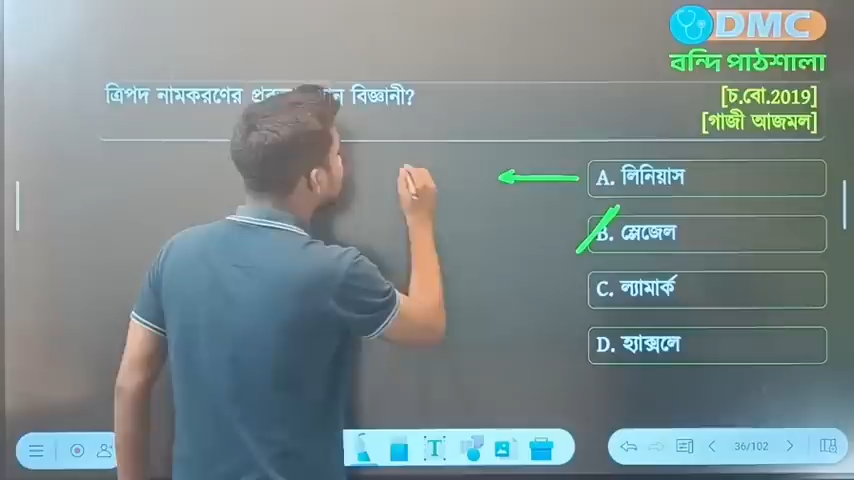 DMC
বন্দি পাঠশালা
ত্রিপদ নামকরণের বিজ্ঞানী?
[চ.বো.2019]
[গাজী আজমল]
A. লিনিয়াস
B. স্লেজেল
C. ল্যামার্ক
D. হ্যাক্সলে
T
36/102